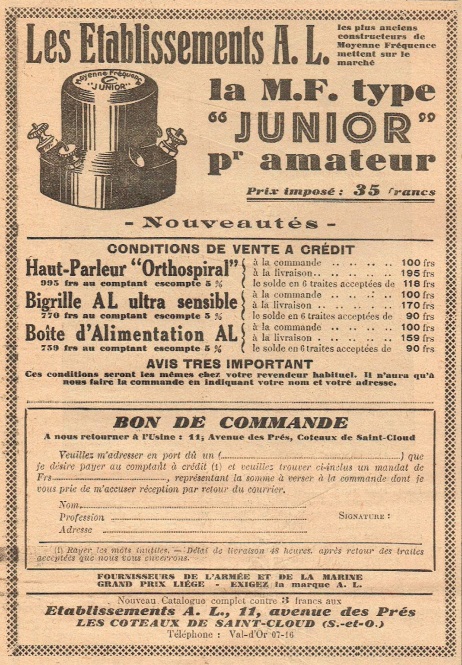 Les Etablissements A. L.
les plus anciens
constructeurs de
Moyenne Fréquence
mettent sur le
marché
Moyenne Fréquence
"JUNIOR"
la M.F. type
"JUNIOR"
pr amateur
Prix imposé : 35 francs
- Nouveautés -
CONDITIONS DE VENTE A CRÉDIT
Haut-Parleur "Orthospiral"
995 frs au comptant escompte 5 %
à la commande .. .. .. .. 100 frs
à la livraison.. .. .. .. .. 195 frs
le solde en 6 traites acceptées de 118 frs
Bigrille AL ultra sensible
770 frs au comptant escompte 5 %
à la commande .. .. .. .. 100 frs
à la livraison.. .. .. .. .. 170 frs
le solde en 6 traites acceptées de 90 frs
Boîte d'Alimentation AL
759 frs au comptant escompte 5 %
à la commande .. .. .. .. 100 frs
à la livraison .. .. .. .. 159 frs
le solde en 6 traites acceptées de 90 frs
AVIS TRES IMPORTANT
Ces conditions seront les mêmes chez votre revendeur habituel. Il n'aura qu'à
nous faire la commande en indiquant votre nom et votre adresse.
BON DE COMMANDE
A nous retourner à l'Usine : 11, Avenue des Prés, Coteaux de Saint-Cloud
Veuillez m'adresser en port dû un (........) que
je désire payer au comptant à crédit (1) et veuillez trouver ci-inclus un mandat de
Frs........, représentant la somme à verser à la commande dont je
vous prie de m'accuser réception par retour du courrier.
Nom........
Profession ........ SIGNATURE :
Adresse ........
(1) Rayer les mots inutiles. — Délai de livraison 48 heures, après retour des traites
acceptées que nous vous enverrons.
FOURNISSEURS DE L'ARMÉE ET DE LA MARINE
GRAND PRIX LIÉGE - EXIGEZ la marque A. L.
Nouveau Catalogue complet contre 3 francs aux
Etablissements A. L., 11, avenue des Prés
LES COTEAUX DE SAINT-CLOUD (S.-et-O.)
Téléphone : Val-d'Or 07-16